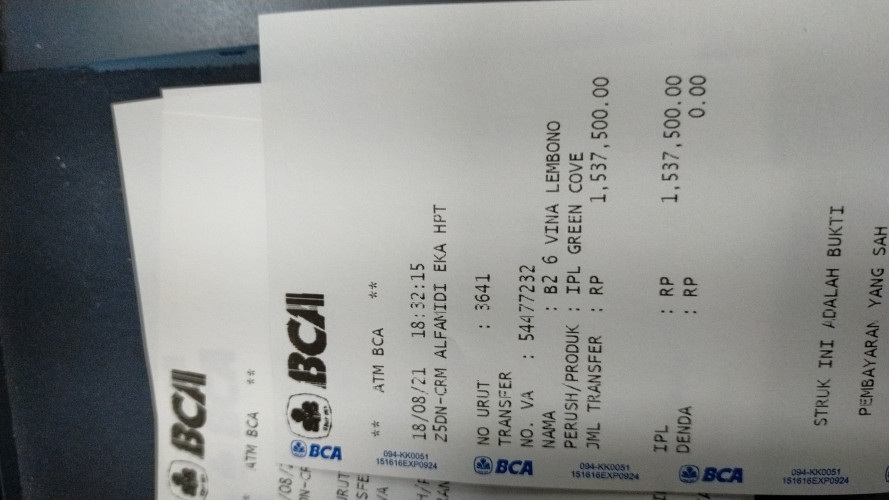 BCA
** ATM BCA **
18/08/21 18:32:15
Z5DN-CRM ALFAMIDI EKA HPT
NO URUT : 3641
TRANSFER
NO. VA : 54477232
NAMA : B2 6 VINA LEMBONO
PERUSH/PRODUK : IPL GREEN COVE
JML TRANSFER : RP 1,537,500.00
IPL : RP 1,537,500.00
DENDA : RP 0.00
STRUK INI ADALAH BUKTI
PEMBAYARAN YANG SAH
BCA
094-KK0051
151616EXP0924
BCA
094-KK0051
151616EXP0924
BCA
094-KK0051
151616EXP0924
BCA
ATM BCA **